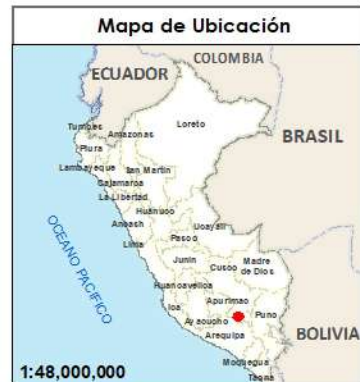 Mapa de Ubicación
COLOMBIA
ECUADOR
Tumbes
Piura
Amazonas
Loreto
BRASIL
Lambayeque
San Martin
Cajamarca
La Libertad
Huanuco
Ancash
Ucayali
Pasco
Lima
Junin
Madre
de Dios
Cusco
Huancavelica
OCEANO PACÍFICO
Apurimac
Ica
Puno
Ayacucho
Arequipa
BOLIVIA
Moquegua
Tacna
1:48,000,000